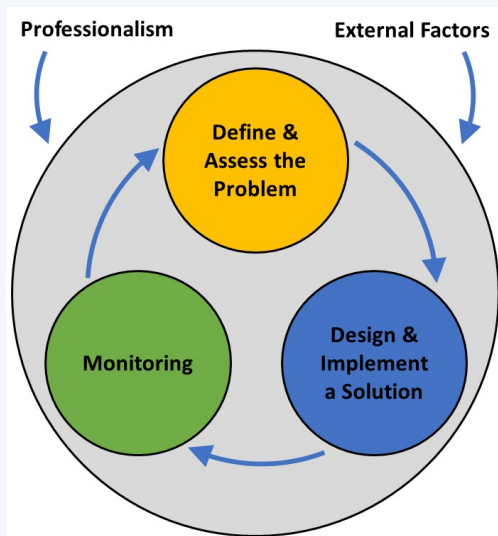 Professionalism
External Factors
Define &
Assess the
Problem
Monitoring
Design &
Implement
a Solution